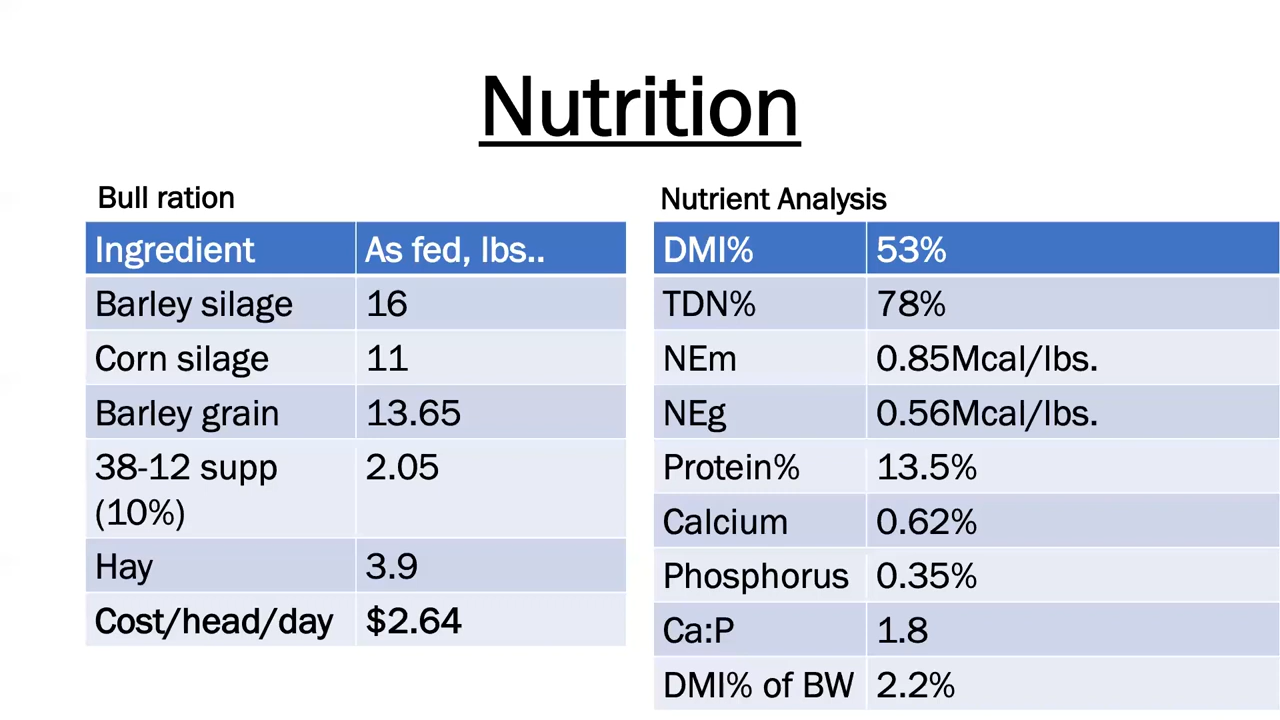 Nutrition
Bull ration
Ingredient As fed, lbs..
Barley silage 16
Corn silage 11
Barley grain 13.65
38-12 supp 2.05
(10%)
Hay 3.9
Cost/head/day $2.64
Nutrient Analysis
DMI% 53%
TDN% 78%
NEm 0.85Mcal/lbs.
NEg 0.56Mcal/lbs.
Protein% 13.5%
Calcium 0.62%
Phosphorus 0.35%
Ca:P 1.8
DMI% of BW 2.2%